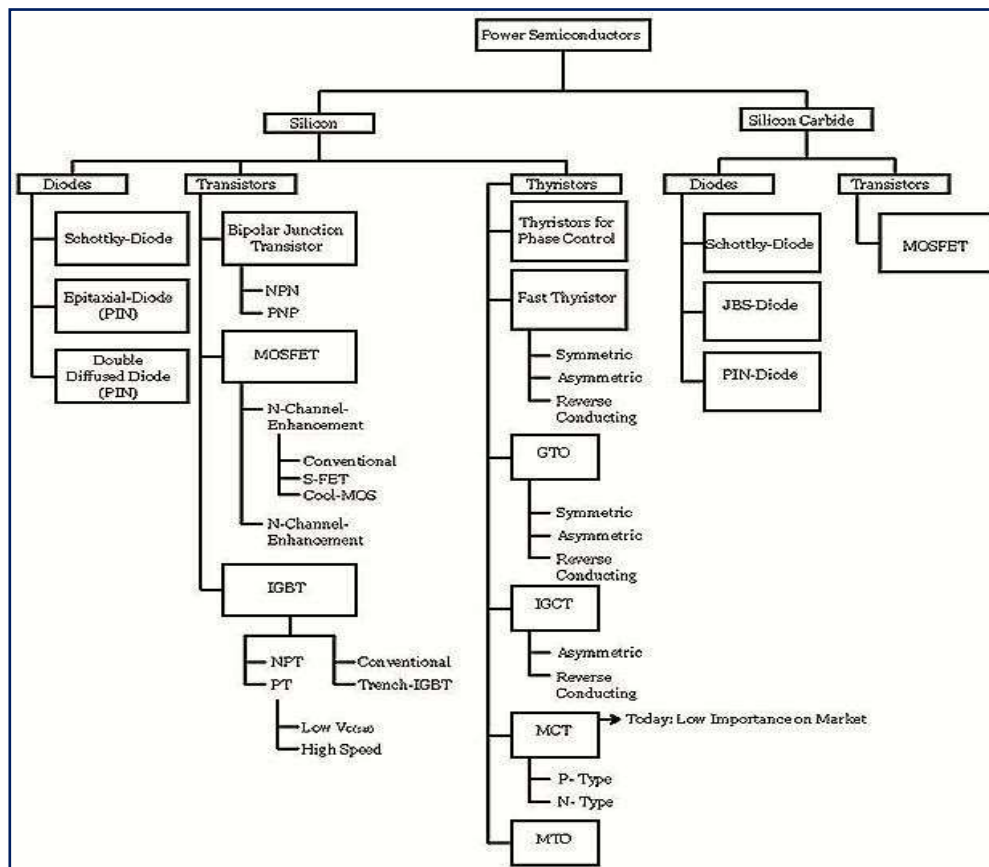 Power Semiconductors
Silicon
Silicon Carbide
Diodes
Transistors
Thyristors
Diodes
Transistors
Schottky-Diode
Epitaxial-Diode
(PIN)
Double
Diffused Diode
(PIN)
Bipolar Junction
Transistor
NPN
PNP
MOSFET
N-Channel-
Enhancement
Conventional
S-FET
Cool-MOS
N-Channel-
Enhancement
IGBT
NPT
PT
Conventional
Trench-IGBT
Low
High Speed
Thyristors for
Phase Control
Fast Thyristor
Symmetric
Asymmetric
Reverse
Conducting
GTO
Symmetric
Asymmetric
Reverse
Conducting
IGCT
Asymmetric
Reverse
Conducting
MCT
Today: Low Importance on Market
P- Type
N- Type
MTO
Schottky-Diode
JBS-Diode
PIN-Diode
MOSFET